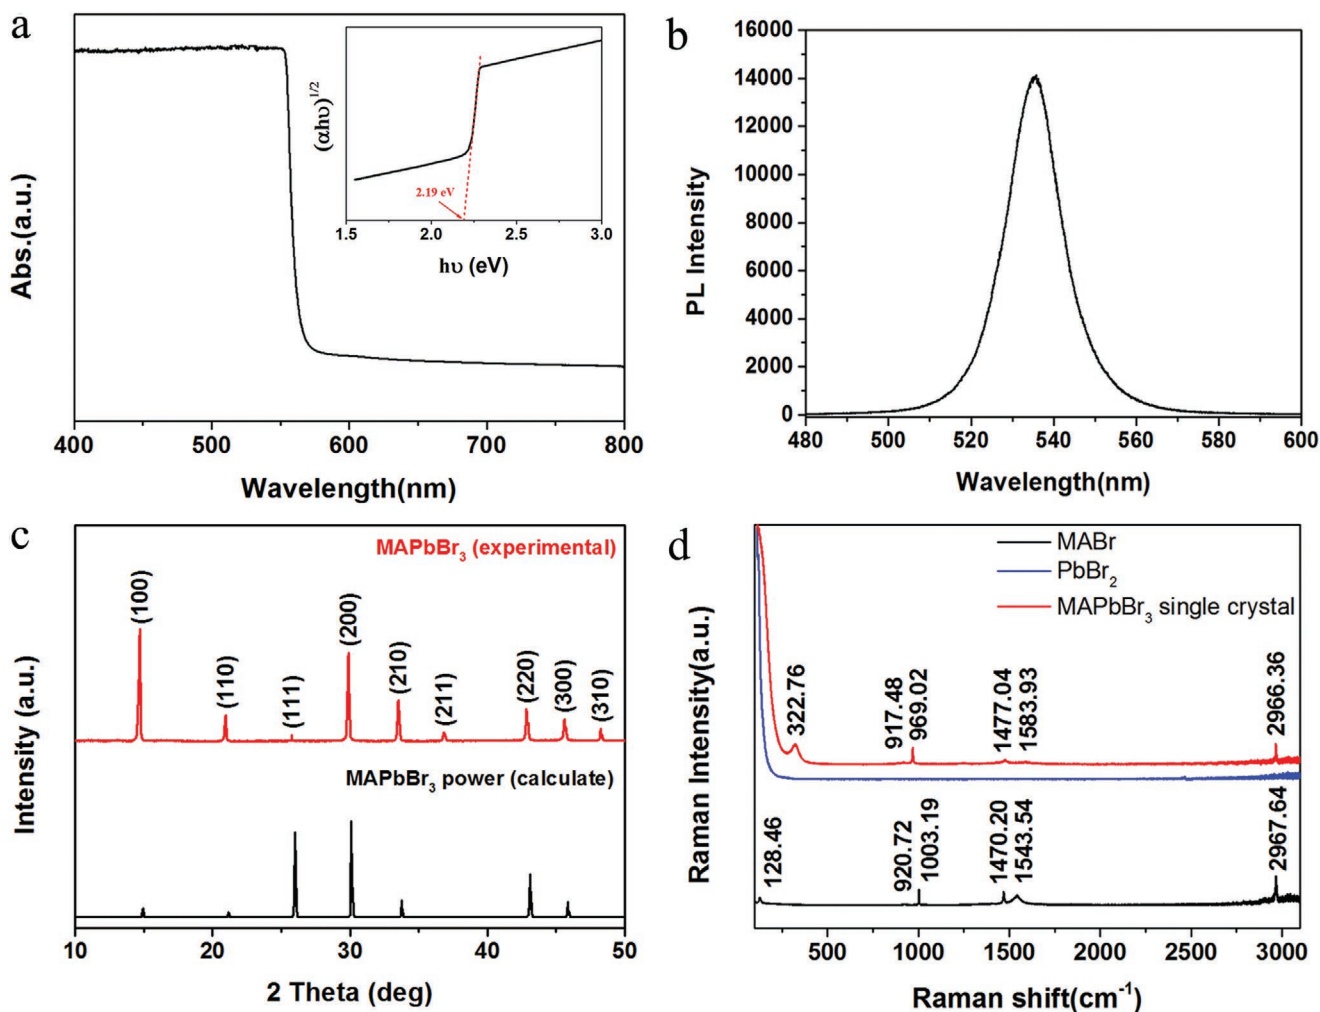 a
Abs.(a.u.)
400
500
600
700
800
Wavelength(nm)
(αhυ)1/2
2.19 eV
1.5
2.0
2.5
3.0
hυ (eV)
b
PL Intensity
16000
14000
12000
10000
8000
6000
4000
2000
0
480
500
520
540
560
580
600
Wavelength(nm)
c
Intensity (a.u.)
MAPbBr3 (experimental)
(100)
(110)
(111)
(200)
(210)
(211)
(220)
(300)
(310)
MAPbBr3 power (calculate)
10
20
30
40
50
2 Theta (deg)
d
Raman Intensity(a.u.)
MABr
PbBr2
MAPbBr3 single crystal
322.76
917.48
969.02
1477.04
1583.93
2966.36
128.46
920.72
1003.19
1470.20
1543.54
2967.64
500
1000
1500
2000
2500
3000
Raman shift(cm-1)